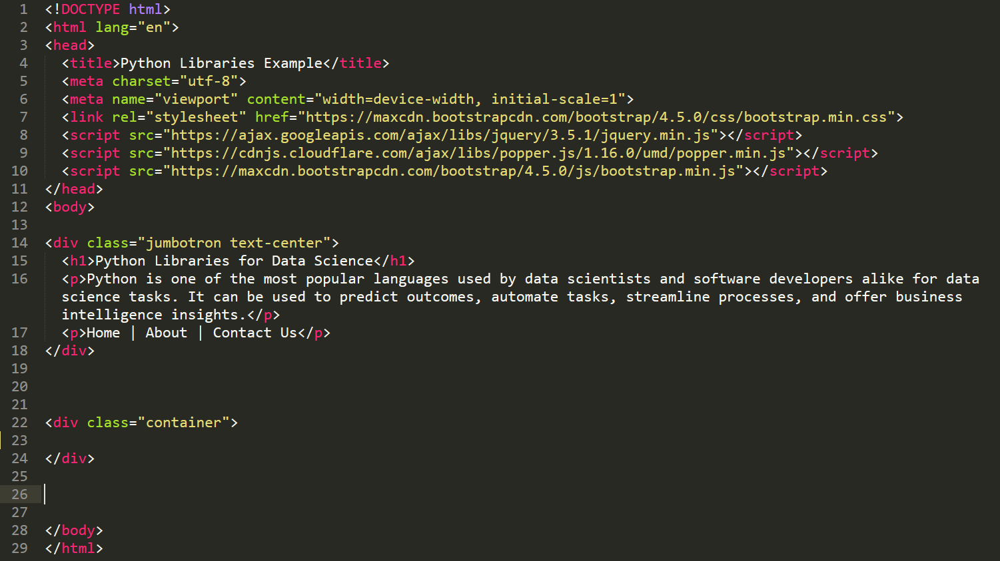 1 <!DOCTYPE html>
2 <html lang="en">
3 <head>
4   <title>Python Libraries Example</title>
5   <meta charset="utf-8">
6   <meta name="viewport" content="width=device-width, initial-scale=1">
7   <link rel="stylesheet" href="https://maxcdn.bootstrapcdn.com/bootstrap/4.5.0/css/bootstrap.min.css">
8   <script src="https://ajax.googleapis.com/ajax/libs/jquery/3.5.1/jquery.min.js"></script>
9   <script src="https://cdnjs.cloudflare.com/ajax/libs/popper.js/1.16.0/umd/popper.min.js"></script>
10   <script src="https://maxcdn.bootstrapcdn.com/bootstrap/4.5.0/js/bootstrap.min.js"></script>
11 </head>
12 <body>
13
14 <div class="jumbotron text-center">
15   <h1>Python Libraries for Data Science</h1>
16   <p>Python is one of the most popular languages used by data scientists and software developers alike for data
science tasks. It can be used to predict outcomes, automate tasks, streamline processes, and offer business
intelligence insights.</p>
17   <p>Home | About | Contact Us</p>
18 </div>
19
20
21
22 <div class="container">
23
24 </div>
25
26
27
28 </body>
29 </html>